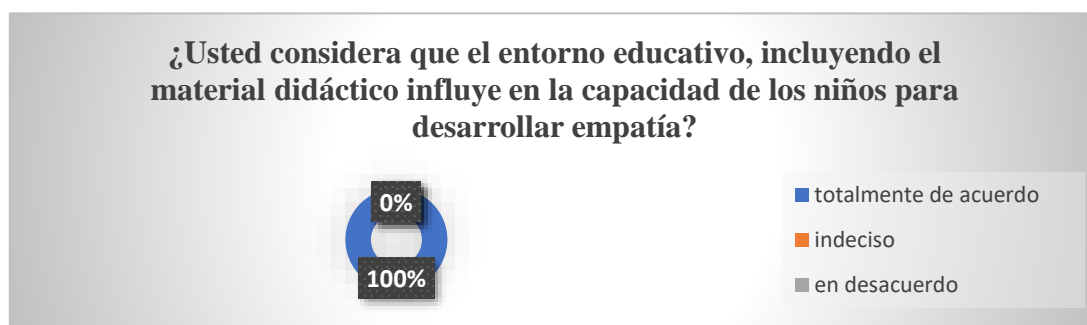 ¿Usted considera que el entorno educativo, incluyendo el
material didáctico influye en la capacidad de los niños para
desarrollar empatía?
0%
100%
totalmente de acuerdo
indeciso
en desacuerdo